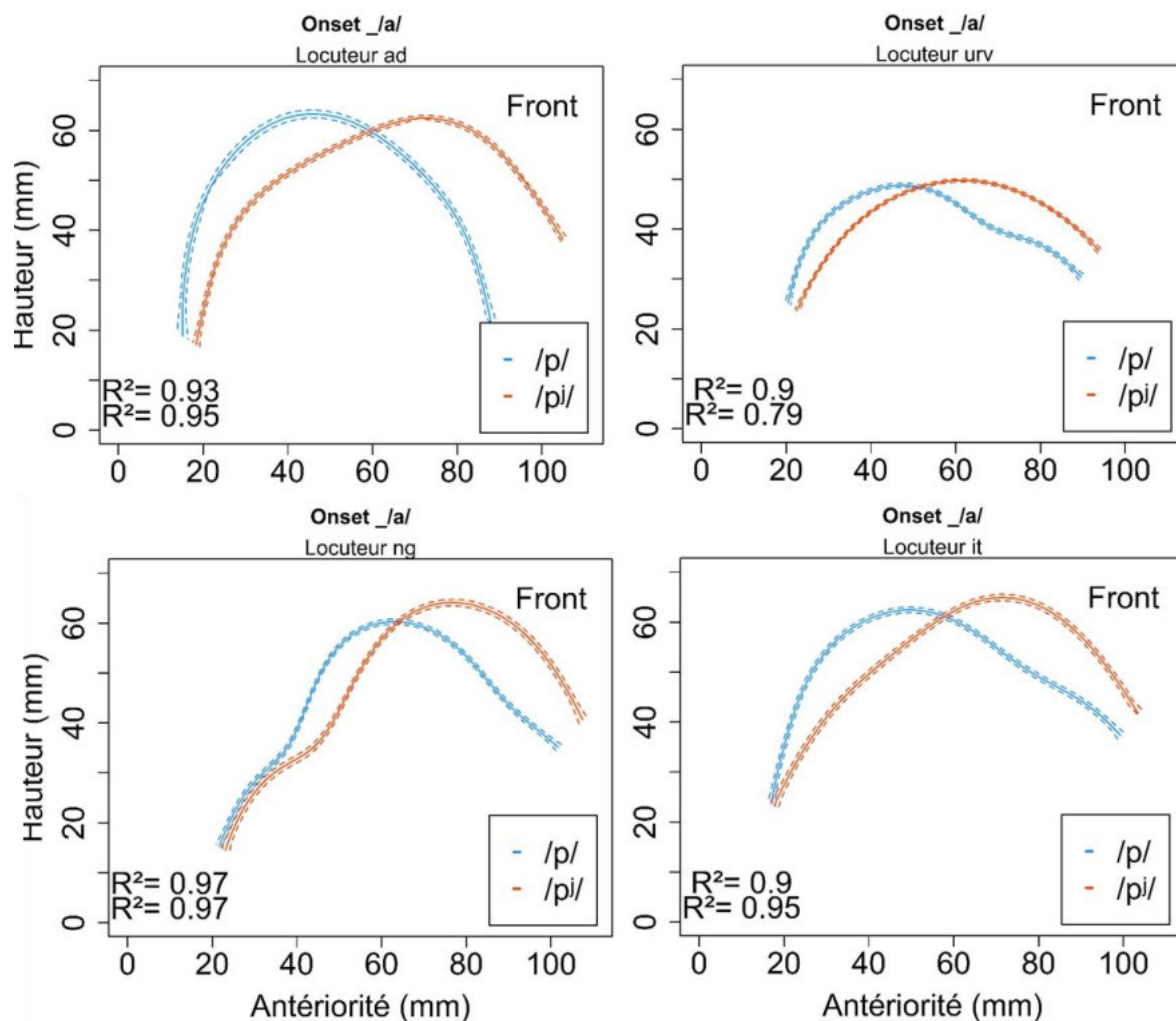 Onset _/a/
Locuteur ad
Front
Hauteur (mm)
60
40
20
0
R²= 0.93
R²= 0.95
/p/
/pʲ/
0 20 40 60 80 100
Onset _/a/
Locuteur urv
Front
60
40
20
0
R²= 0.9
R²= 0.79
/p/
/pʲ/
0 20 40 60 80 100
Onset _/a/
Locuteur ng
Front
Hauteur (mm)
60
40
20
0
R²= 0.97
R²= 0.97
/p/
/pʲ/
0 20 40 60 80 100
Antériorité (mm)
Onset _/a/
Locuteur it
Front
60
40
20
0
R²= 0.9
R²= 0.95
/p/
/pʲ/
0 20 40 60 80 100
Antériorité (mm)